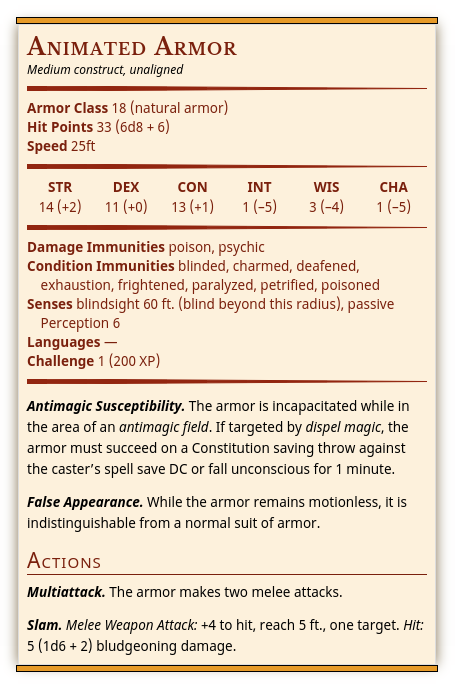 Animated Armor
Medium construct, unaligned
Armor Class 18 (natural armor)
Hit Points 33 (6d8 + 6)
Speed 25ft
STR DEX CON INT WIS CHA
14 (+2) 11 (+0) 13 (+1) 1 (–5) 3 (–4) 1 (–5)
Damage Immunities poison, psychic
Condition Immunities blinded, charmed, deafened,
exhaustion, frightened, paralyzed, petrified, poisoned
Senses blindsight 60 ft. (blind beyond this radius), passive
Perception 6
Languages —
Challenge 1 (200 XP)
Antimagic Susceptibility. The armor is incapacitated while in
the area of an antimagic field. If targeted by dispel magic, the
armor must succeed on a Constitution saving throw against
the caster’s spell save DC or fall unconscious for 1 minute.
False Appearance. While the armor remains motionless, it is
indistinguishable from a normal suit of armor.
Actions
Multiattack. The armor makes two melee attacks.
Slam. Melee Weapon Attack: +4 to hit, reach 5 ft., one target. Hit:
5 (1d6 + 2) bludgeoning damage.